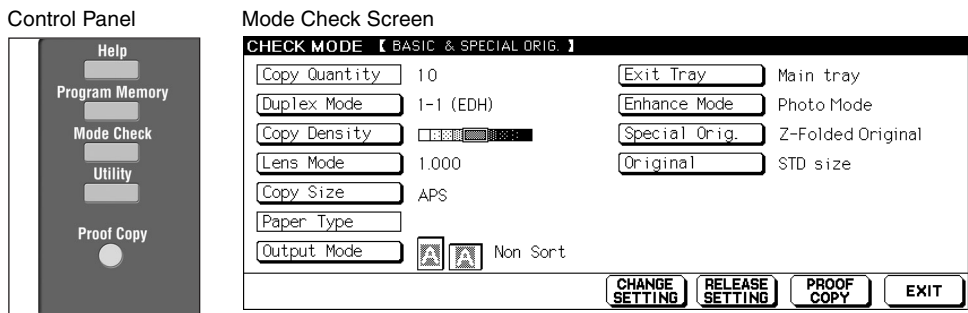 Control Panel
Help
Program Memory
Mode Check
Utility
Proof Copy
Mode Check Screen
CHECK MODE 【 BASIC & SPECIAL ORIG. 】
Copy Quantity 10
Duplex Mode 1-1 (EDH)
Copy Density
Lens Mode 1.000
Copy Size APS
Paper Type
Output Mode A A Non Sort
Exit Tray Main tray
Enhance Mode Photo Mode
Special Orig. Z-Folded Original
Original STD size
CHANGE SETTING
RELEASE SETTING
PROOF COPY
EXIT